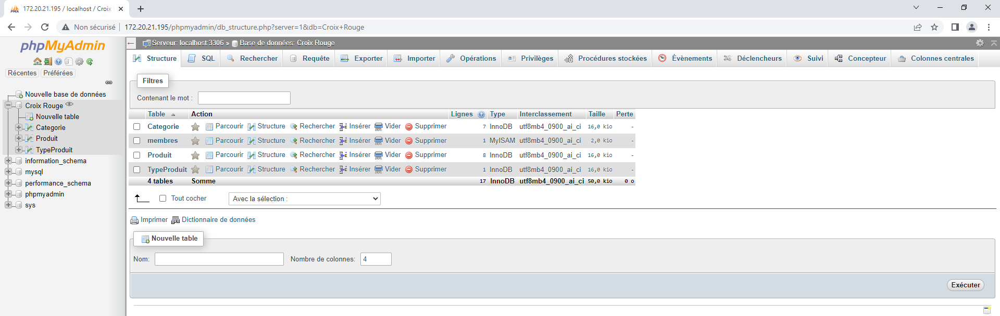 172.20.21.195 / localhost / Croix
Non sécurisé 172.20.21.195/phpmyadmin/db_structure.php?server=1&db=Croix+Rouge
phpMyAdmin
Récentes Préférées
Nouvelle base de données
Croix Rouge
Nouvelle table
Categorie
Produit
TypeProduit
information_schema
mysql
performance_schema
phpmyadmin
sys
Serveur: localhost:3306 » Base de données: Croix Rouge
Structure SQL Rechercher Requête Exporter Importer Opérations Privilèges Procédures stockées Évènements Déclencheurs Suivi Concepteur Colonnes centrales
Filtres
Contenant le mot :
Table Action Lignes Type Interclassement Taille Perte
Categorie Parcourir Structure Rechercher Insérer Vider Supprimer 7 InnoDB utf8mb4_0900_ai_ci 16,0 kio -
membres Parcourir Structure Rechercher Insérer Vider Supprimer 1 MyISAM utf8mb4_0900_ai_ci 2,0 kio -
Produit Parcourir Structure Rechercher Insérer Vider Supprimer 8 InnoDB utf8mb4_0900_ai_ci 16,0 kio -
TypeProduit Parcourir Structure Rechercher Insérer Vider Supprimer 1 InnoDB utf8mb4_0900_ai_ci 16,0 kio -
4 tables Somme 17 InnoDB utf8mb4_0900_ai_ci 50,0 kio 0 o
Tout cocher Avec la sélection :
Imprimer Dictionnaire de données
Nouvelle table
Nom: Nombre de colonnes: 4
Exécuter